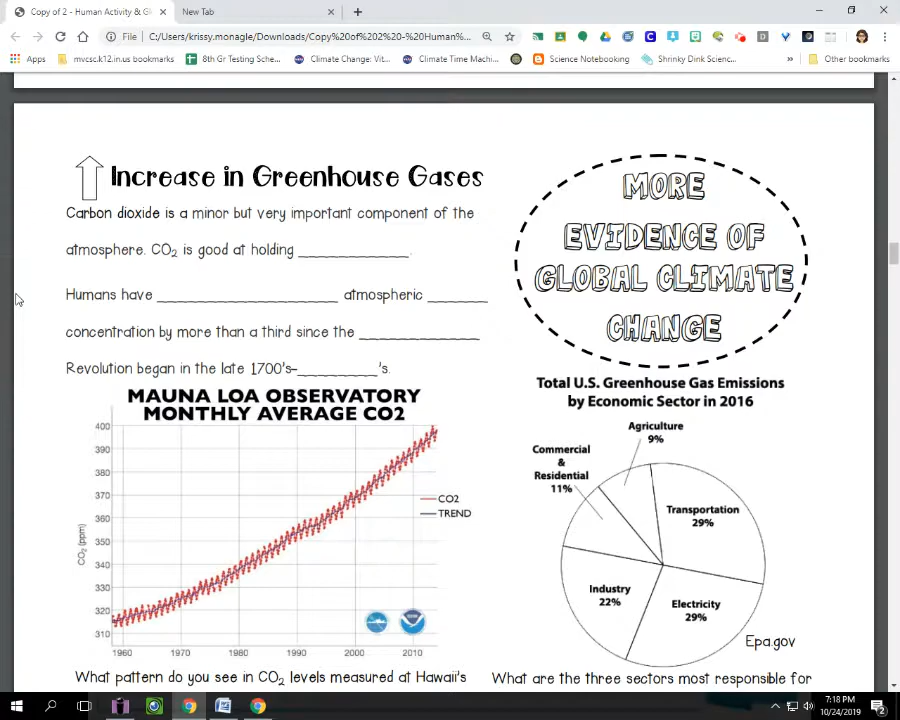 Copy of 2 - Human Activity & Gl
New Tab
File
C:/Users/krissy.monagle/Downloads/Copy%20of%202%20-%20Human%...
Apps
mvcsc.k12.in.us bookmarks
8th Gr Testing Sche...
Climate Change: Vit...
Climate Time Machi...
Science Notebooking
Shrinky Dink Scienc...
»
Other bookmarks
Increase in Greenhouse Gases
Carbon dioxide is a minor but very important component of the
atmosphere. CO₂ is good at holding ____________.
Humans have ____________________ atmospheric _______
concentration by more than a third since the ______________
Revolution began in the late 1700's-_________'s.
MORE
EVIDENCE OF
GLOBAL CLIMATE
CHANGE
MAUNA LOA OBSERVATORY
MONTHLY AVERAGE CO2
400
390
380
370
360
350
340
330
320
310
CO₂ (ppm)
1960
1970
1980
1990
2000
2010
CO2
TREND
What pattern do you see in CO₂ levels measured at Hawaii's
Total U.S. Greenhouse Gas Emissions
by Economic Sector in 2016
Agriculture
9%
Commercial
&
Residential
11%
Transportation
29%
Industry
22%
Electricity
29%
Epa.gov
What are the three sectors most responsible for
7:18 PM
10/24/2019